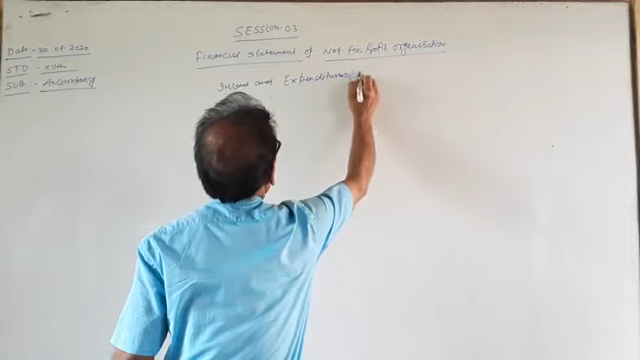 SESSION-03
Date:- 30.07.2020
STD :- XIIth
SUB :- Accountancy
Financial statement of Not For Profit organisation
Income and Expenditure